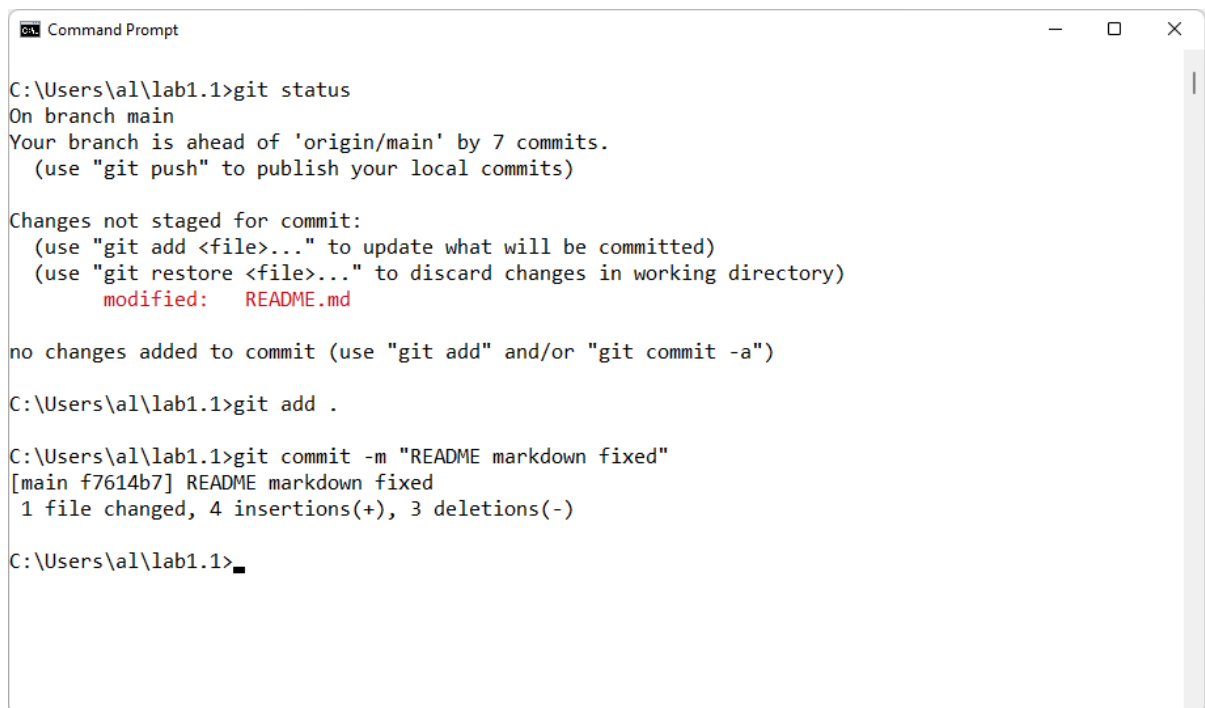 Command Prompt
C:\Users\al\lab1.1>git status
On branch main
Your branch is ahead of 'origin/main' by 7 commits.
  (use "git push" to publish your local commits)
Changes not staged for commit:
  (use "git add <file>..." to update what will be committed)
  (use "git restore <file>..." to discard changes in working directory)
        modified:   README.md
no changes added to commit (use "git add" and/or "git commit -a")
C:\Users\al\lab1.1>git add .
C:\Users\al\lab1.1>git commit -m "README markdown fixed"
[main f7614b7] README markdown fixed
 1 file changed, 4 insertions(+), 3 deletions(-)
C:\Users\al\lab1.1>